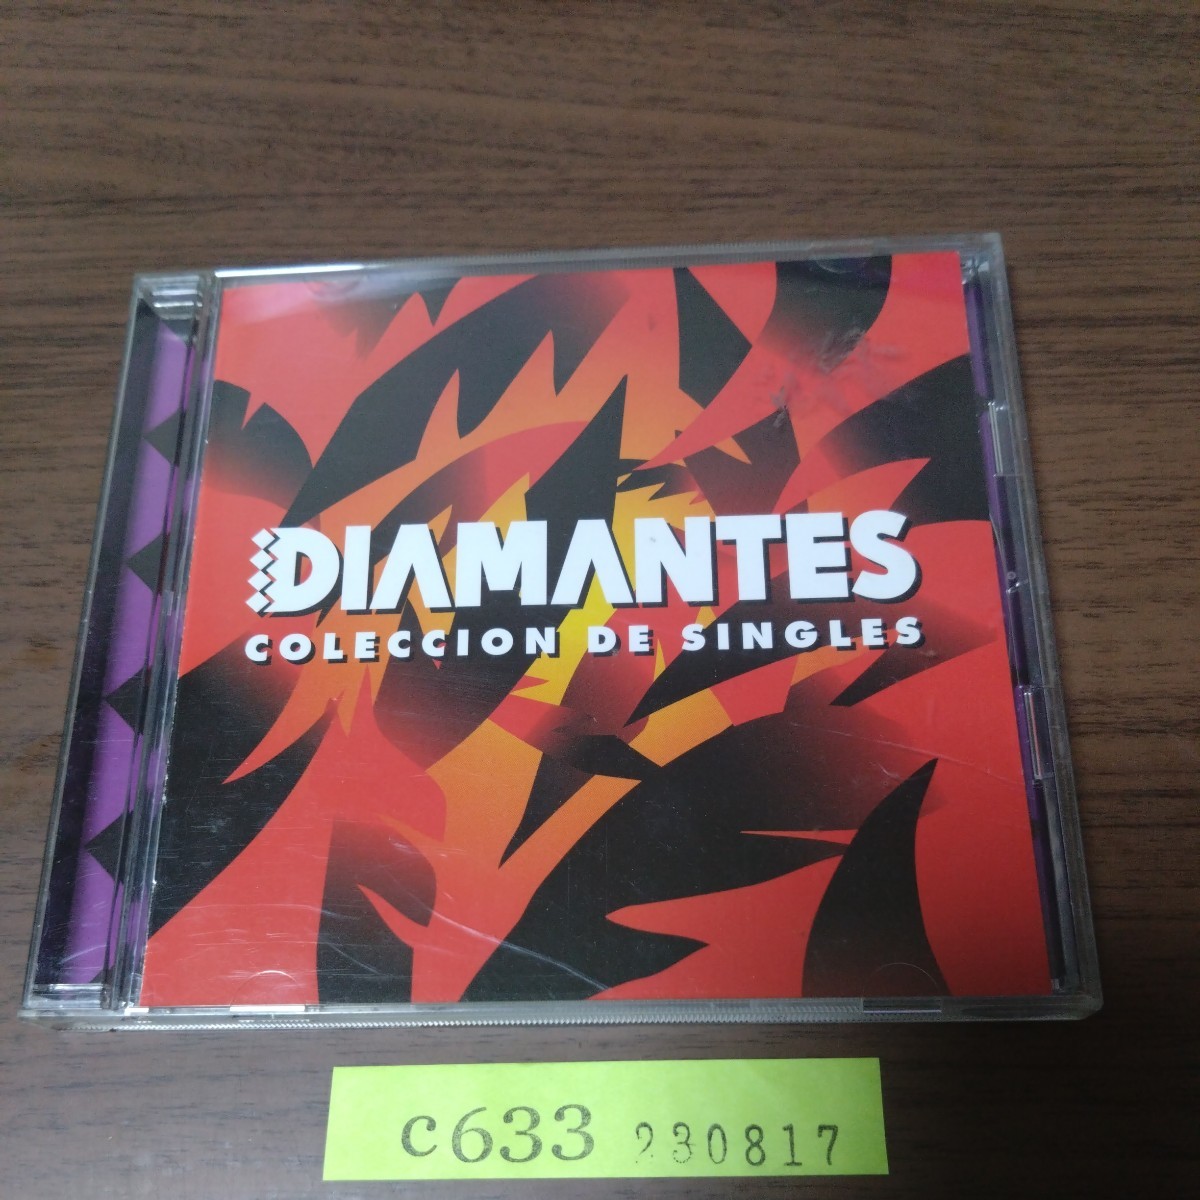 DIAMANTES
COLECCION DE SINGLES
c633 230817